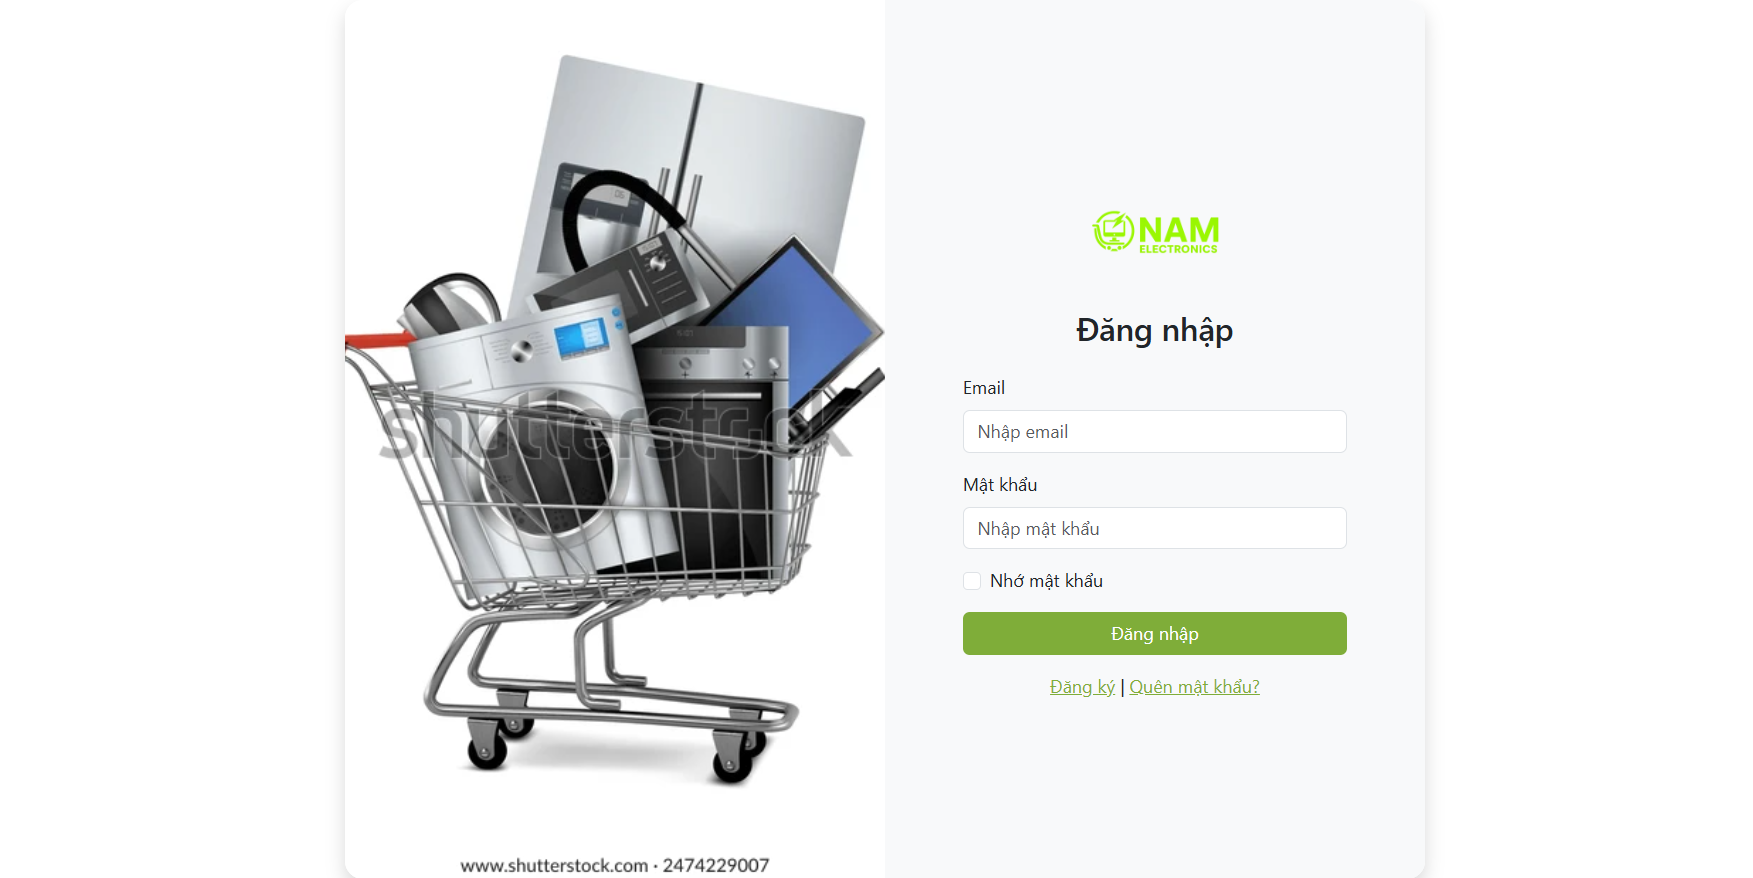 shutterstock
www.shutterstock.com · 2474229007
NAM
ELECTRONICS
Đăng nhập
Email
Nhập email
Mật khẩu
Nhập mật khẩu
Nhớ mật khẩu
Đăng nhập
Đăng ký | Quên mật khẩu?